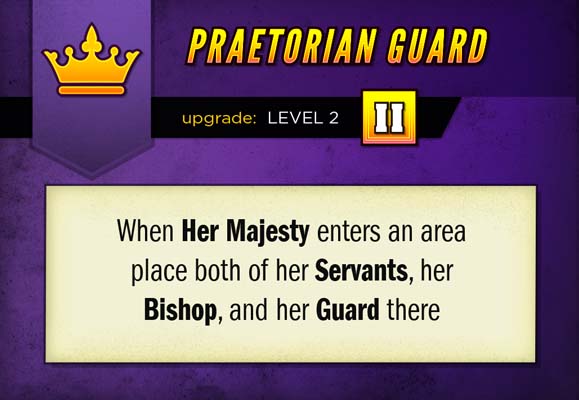 PRAETORIAN GUARD
upgrade: LEVEL 2 II
When Her Majesty enters an area
place both of her Servants, her
Bishop, and her Guard there